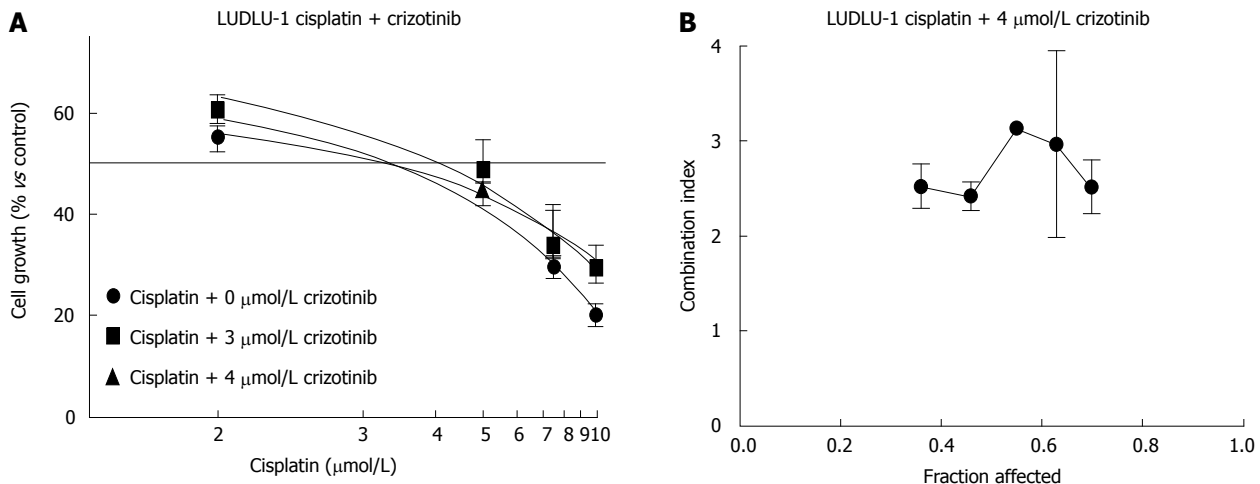 A
LUDLU-1 cisplatin + crizotinib
Cell growth (% vs control)
60
40
20
0
Cisplatin + 0 μmol/L crizotinib
Cisplatin + 3 μmol/L crizotinib
Cisplatin + 4 μmol/L crizotinib
2 3 4 5 6 7 8 910
Cisplatin (μmol/L)
B
LUDLU-1 cisplatin + 4 μmol/L crizotinib
Combination index
4
3
2
1
0
0.0 0.2 0.4 0.6 0.8 1.0
Fraction affected